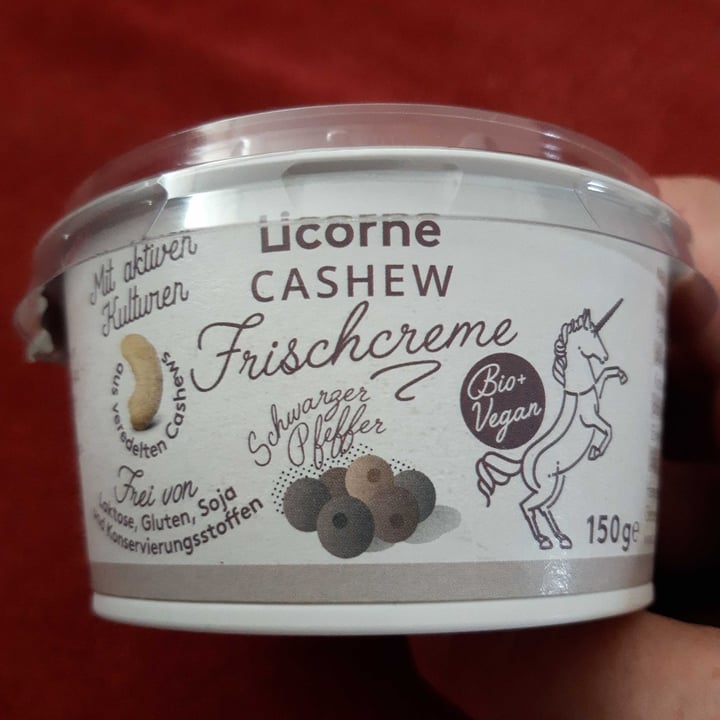 Licorne
CASHEW
Frischcreme
Schwarzer
Pfeffer
Mit aktiven
Kulturen
aus veredelten Cashews
Frei von
Laktose, Gluten, Soja
und Konservierungsstoffen
Bio+
Vegan
150g e